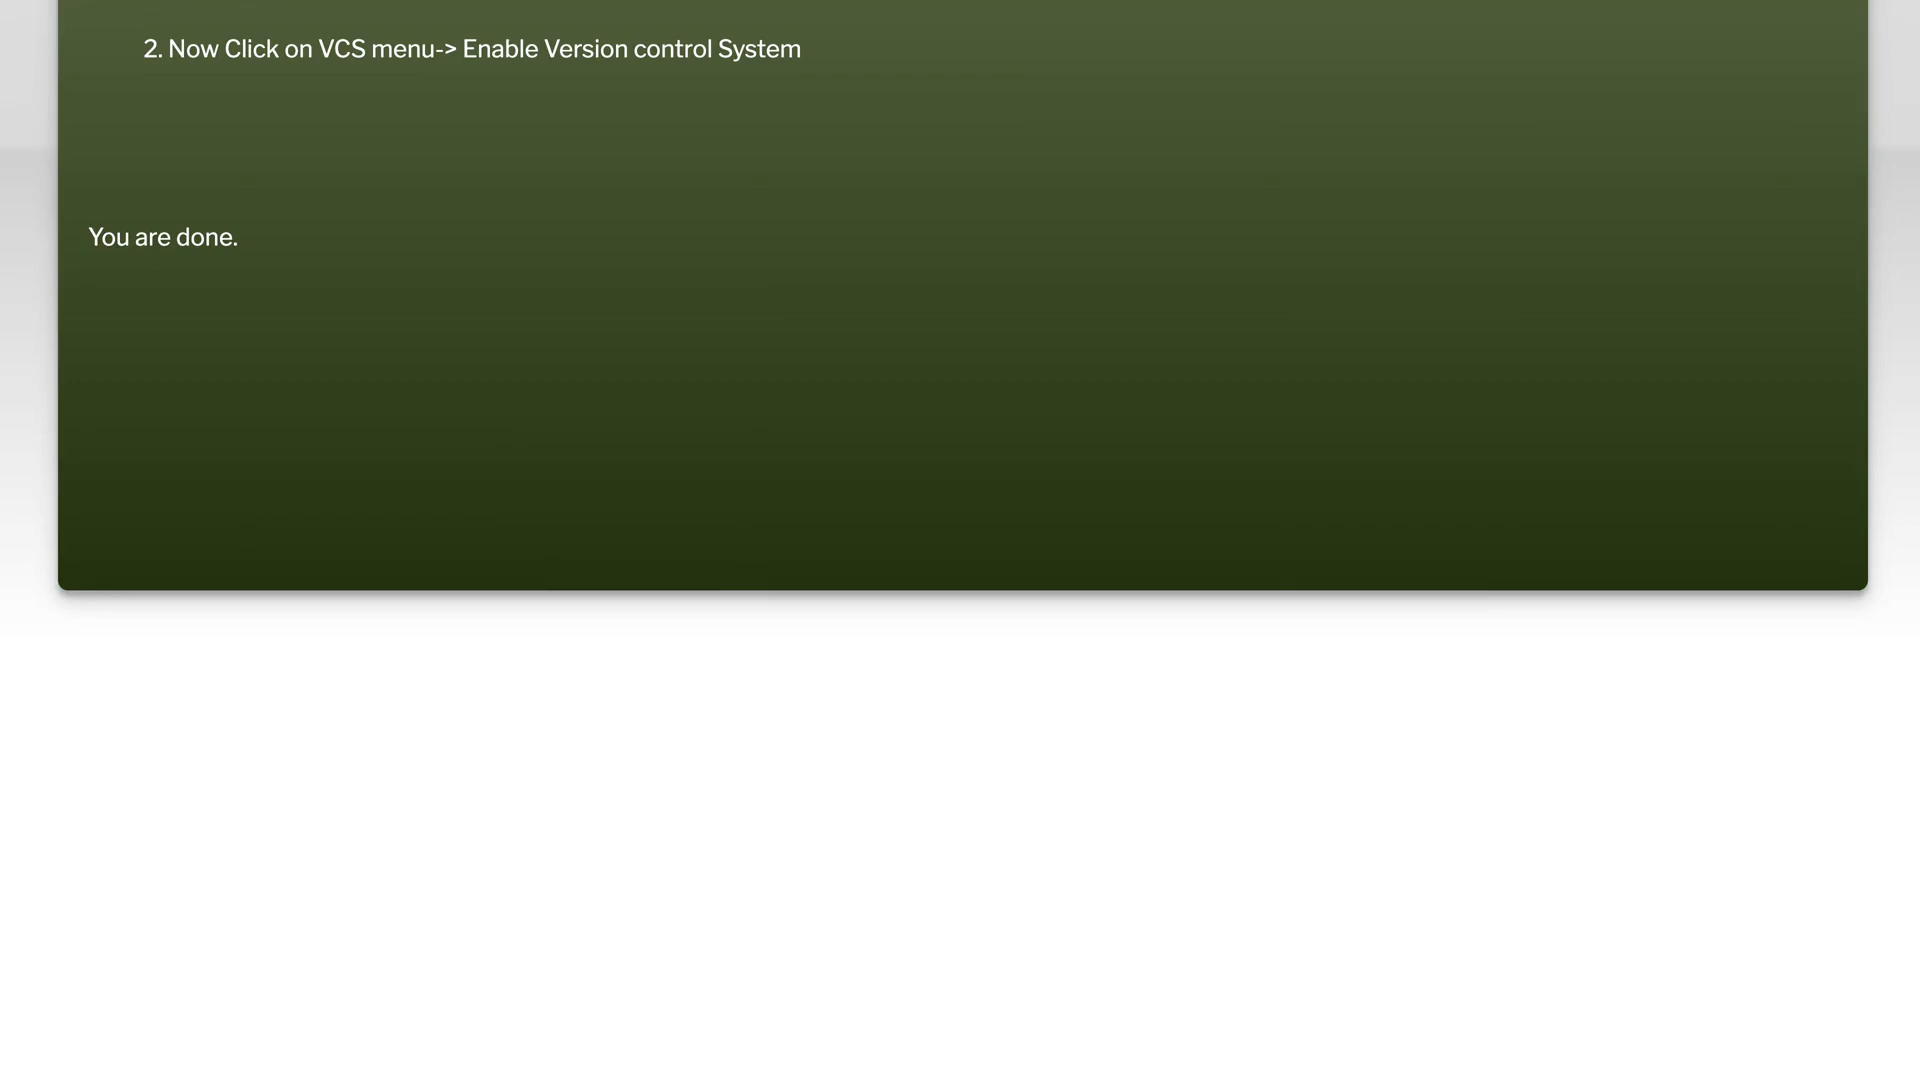 2. Now Click on VCS menu-> Enable Version control System
You are done.